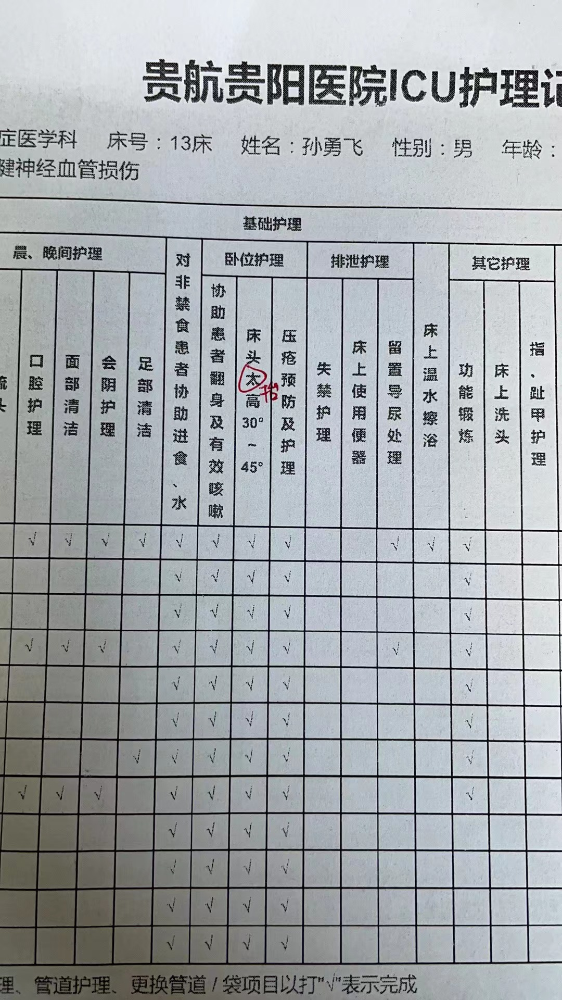 贵航贵阳医院ICU护理记
症医学科 床号：13床 姓名：孙勇飞 性别：男 年龄：
健神经血管损伤
基础护理
晨、晚间护理
对非禁食患者协助进食、水
卧位护理
排泄护理
床上温水擦浴
其它护理
口腔护理
面部清洁
会阴护理
足部清洁
协助患者翻身及有效咳嗽
床头太高30°~45°
抬
压疮预防及护理
失禁护理
床上使用便器
留置导尿处理
功能锻炼
床上洗头
指、趾甲护理
√ √ √ √ √ √ √ √ √ √ √
√ √ √ √ √
√ √ √ √ √
√ √ √ √ √ √ √ √ √
√ √ √ √ √
√ √ √ √ √
√ √ √ √ √ √
√ √ √ √ √ √ √ √
√ √ √ √
√ √ √ √
√ √ √ √
√ √ √ √
理、管道护理、更换管道/袋项目以打"√"表示完成